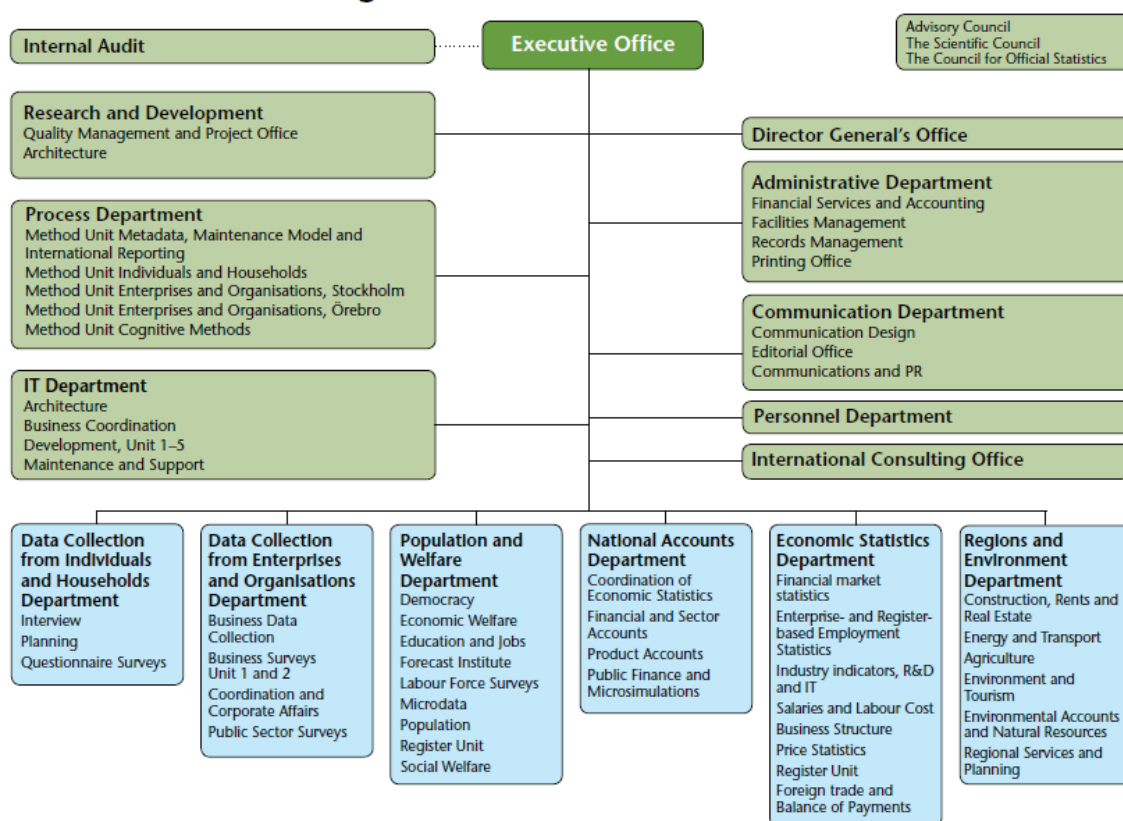 Internal Audit
Executive Office
Advisory Council
The Scientific Council
The Council for Official Statistics
Research and Development
Quality Management and Project Office
Architecture
Director General's Office
Administrative Department
Financial Services and Accounting
Facilities Management
Records Management
Printing Office
Process Department
Method Unit Metadata, Maintenance Model and
International Reporting
Method Unit Individuals and Households
Method Unit Enterprises and Organisations, Stockholm
Method Unit Enterprises and Organisations, Örebro
Method Unit Cognitive Methods
Communication Department
Communication Design
Editorial Office
Communications and PR
IT Department
Architecture
Business Coordination
Development, Unit 1–5
Maintenance and Support
Personnel Department
International Consulting Office
Data Collection
from Individuals
and Households
Department
Interview
Planning
Questionnaire Surveys
Data Collection
from Enterprises
and Organisations
Department
Business Data
Collection
Business Surveys
Unit 1 and 2
Coordination and
Corporate Affairs
Public Sector Surveys
Population and
Welfare
Department
Democracy
Economic Welfare
Education and Jobs
Forecast Institute
Labour Force Surveys
Microdata
Population
Register Unit
Social Welfare
National Accounts
Department
Coordination of
Economic Statistics
Financial and Sector
Accounts
Product Accounts
Public Finance and
Microsimulations
Economic Statistics
Department
Financial market
statistics
Enterprise- and Register-
based Employment
Statistics
Industry indicators, R&D
and IT
Salaries and Labour Cost
Business Structure
Price Statistics
Register Unit
Foreign trade and
Balance of Payments
Regions and
Environment
Department
Construction, Rents and
Real Estate
Energy and Transport
Agriculture
Environment and
Tourism
Environmental Accounts
and Natural Resources
Regional Services and
Planning